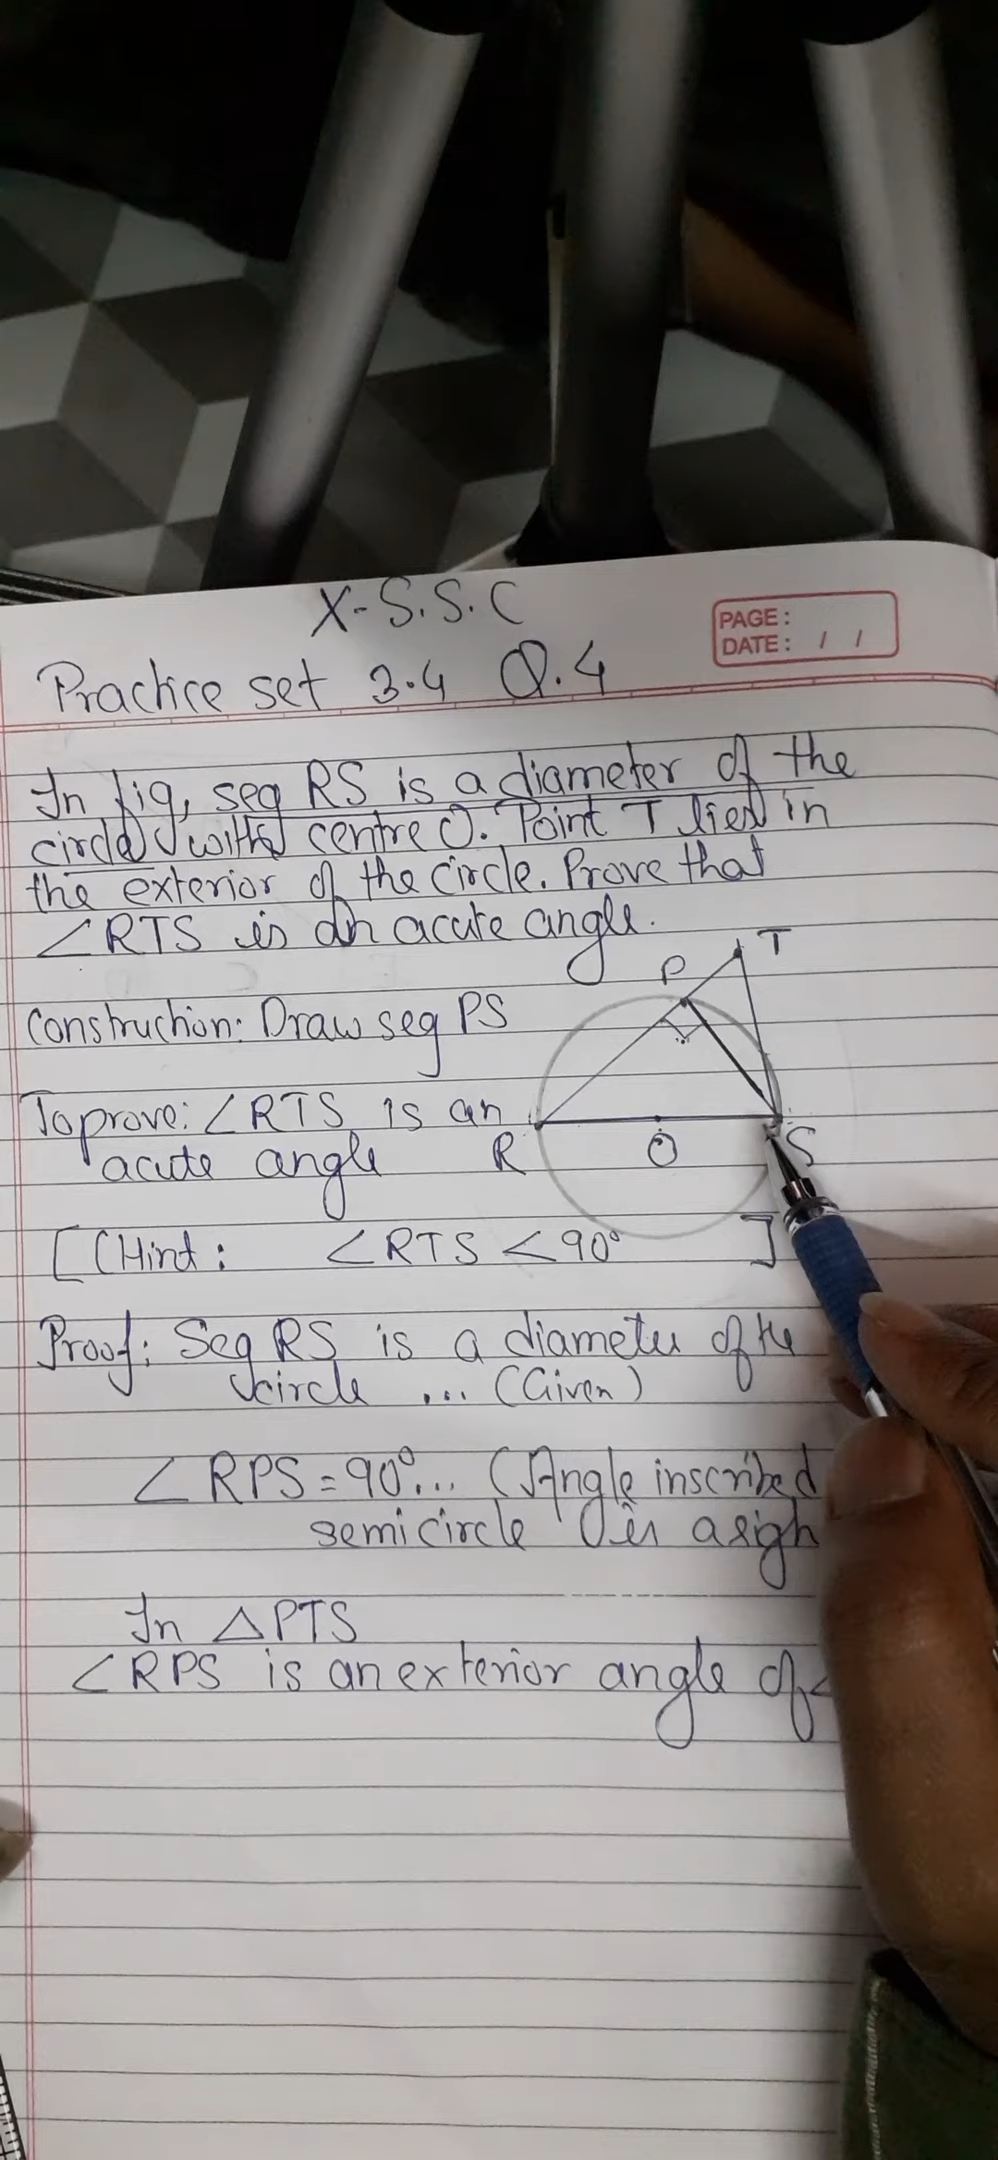 X-S.S.C
PAGE:
DATE: / /
Practice set 3.4 Q.4
In fig, seg RS is a diameter of the
circle with centre O. Point T lies in
the exterior of the circle. Prove that
∠RTS is an acute angle.
T
P
Construction: Draw seg PS
To prove: ∠RTS is an
acute angle
R
O
S
[(Hint: ∠RTS < 90° ]
Proof: Seg RS is a diameter of the
circle ... (Given)
∠RPS = 90°... (Angle inscribed
semicircle is a righ
In △PTS
∠RPS is an exterior angle of